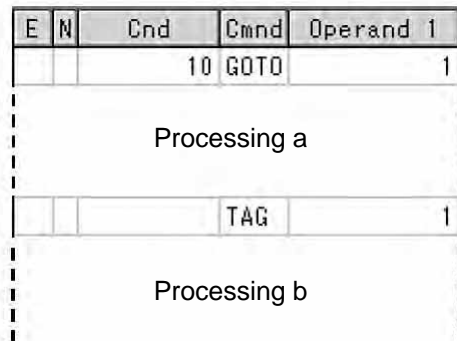 E N Cnd Cmnd Operand 1
10 GOTO 1
Processing a
TAG 1
Processing b